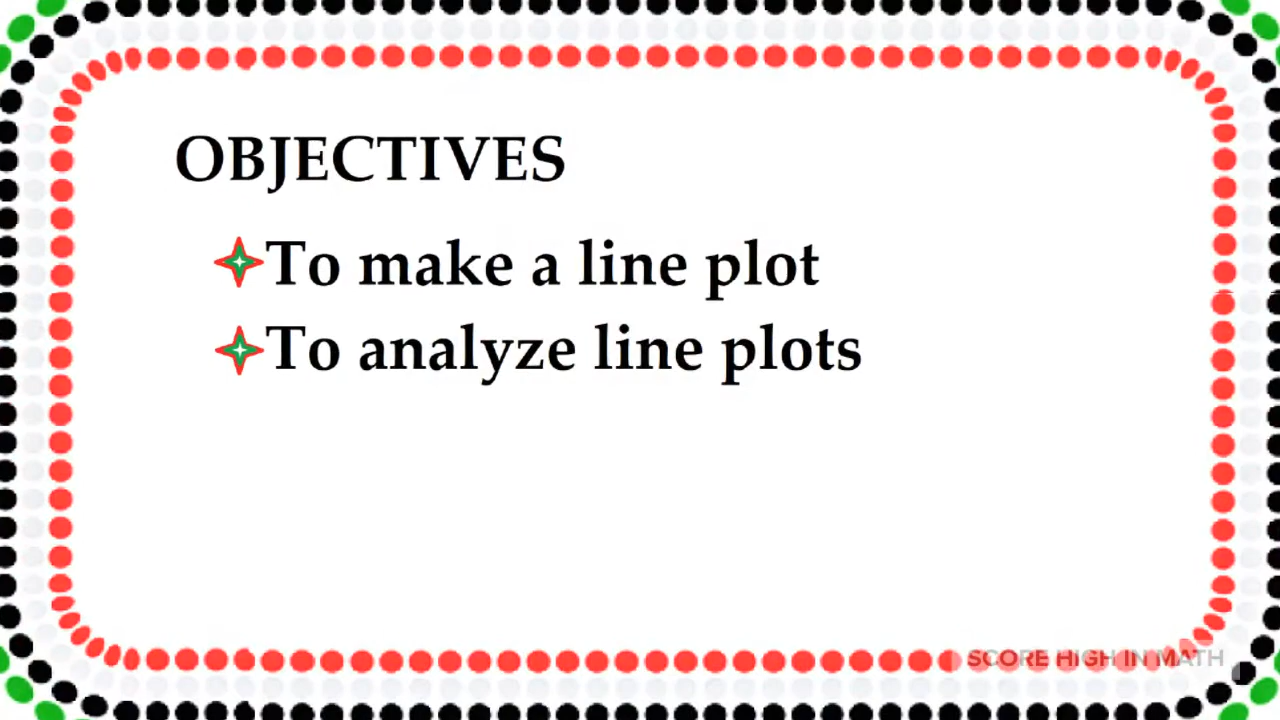 OBJECTIVES
To make a line plot
To analyze line plots
SCORE HIGH IN MATH